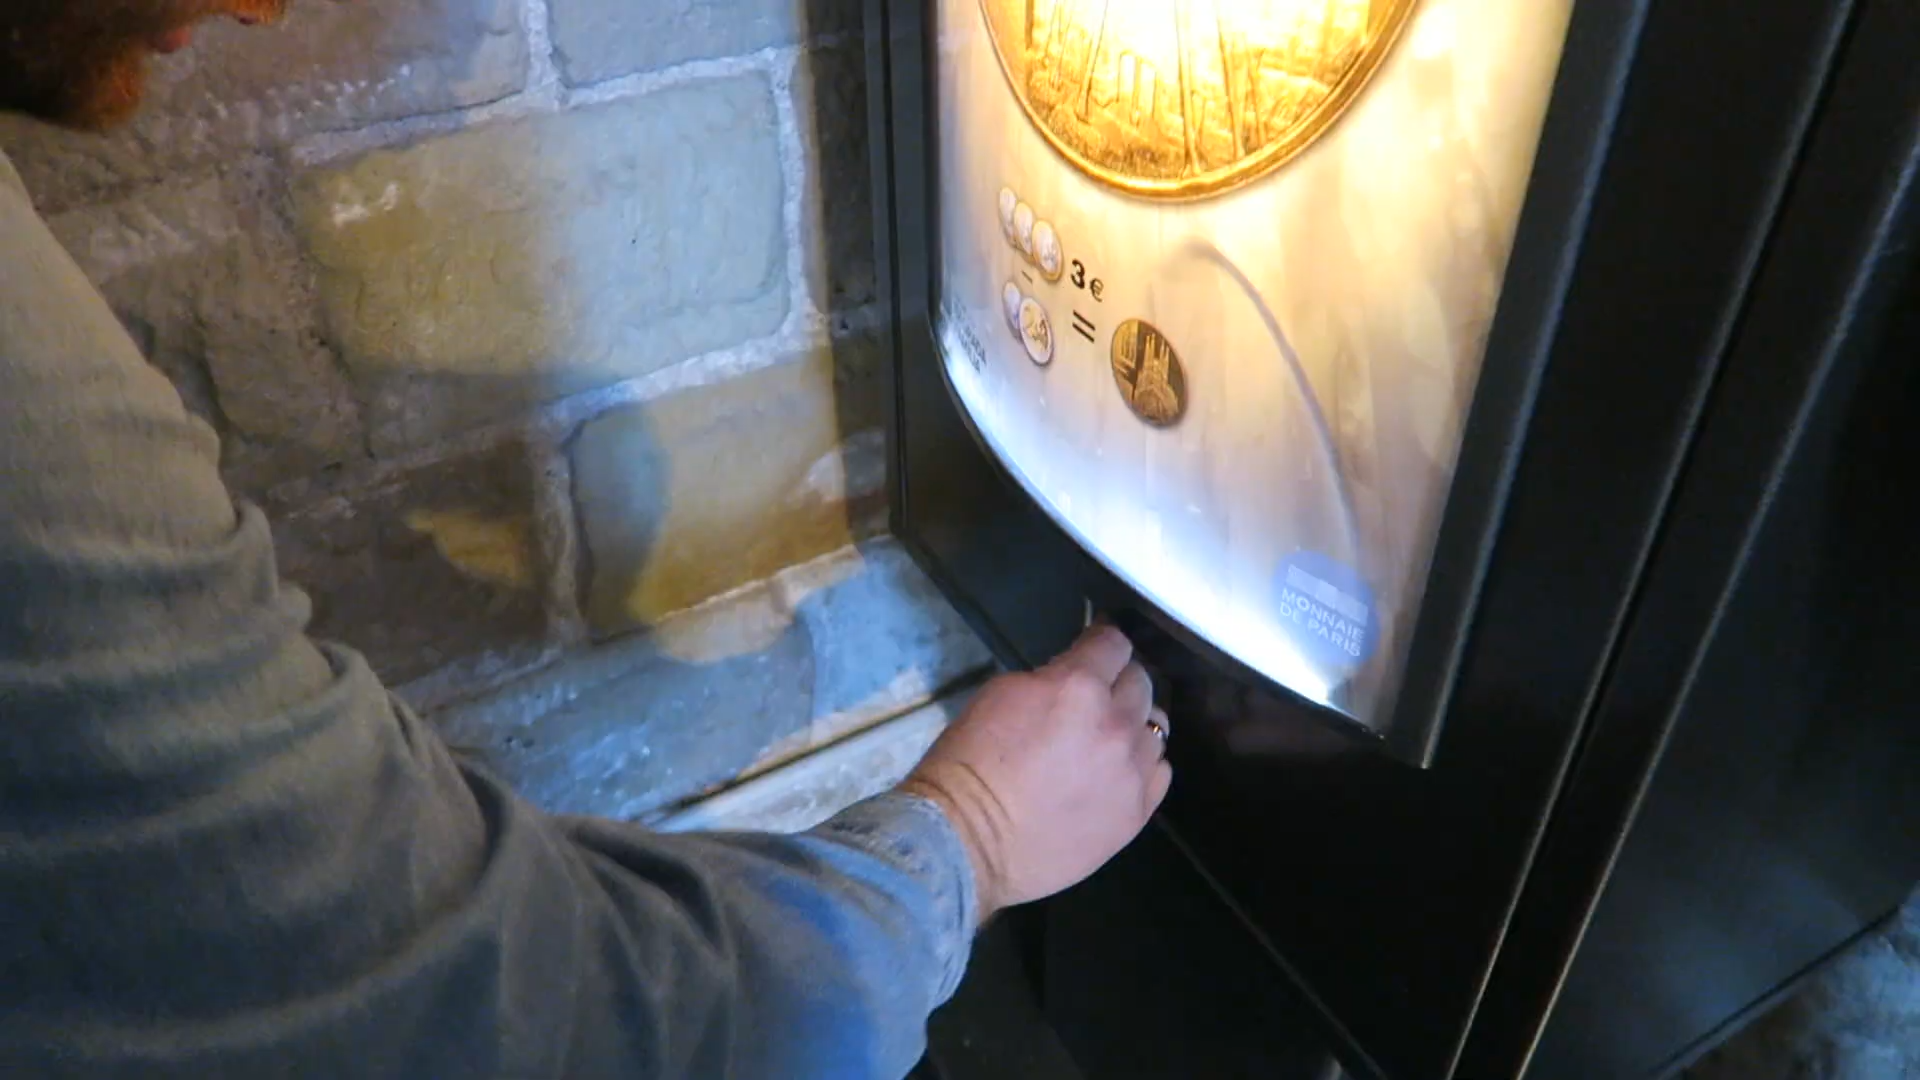 3€
=
MONNAIE
DE PARIS